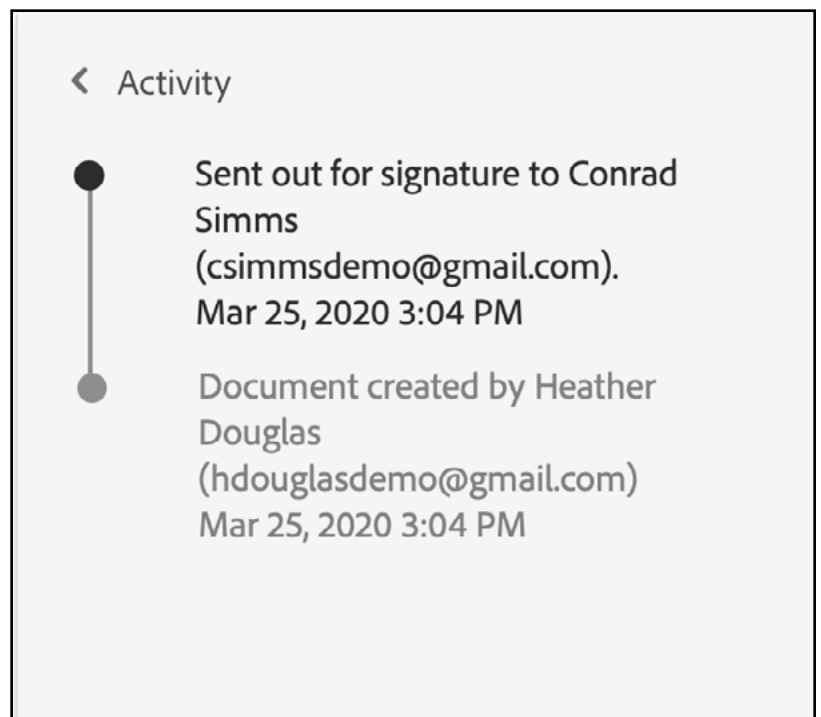 Activity
Sent out for signature to Conrad
Simms
(csimmsdemo@gmail.com).
Mar 25, 2020 3:04 PM
Document created by Heather
Douglas
(hdouglasdemo@gmail.com)
Mar 25, 2020 3:04 PM